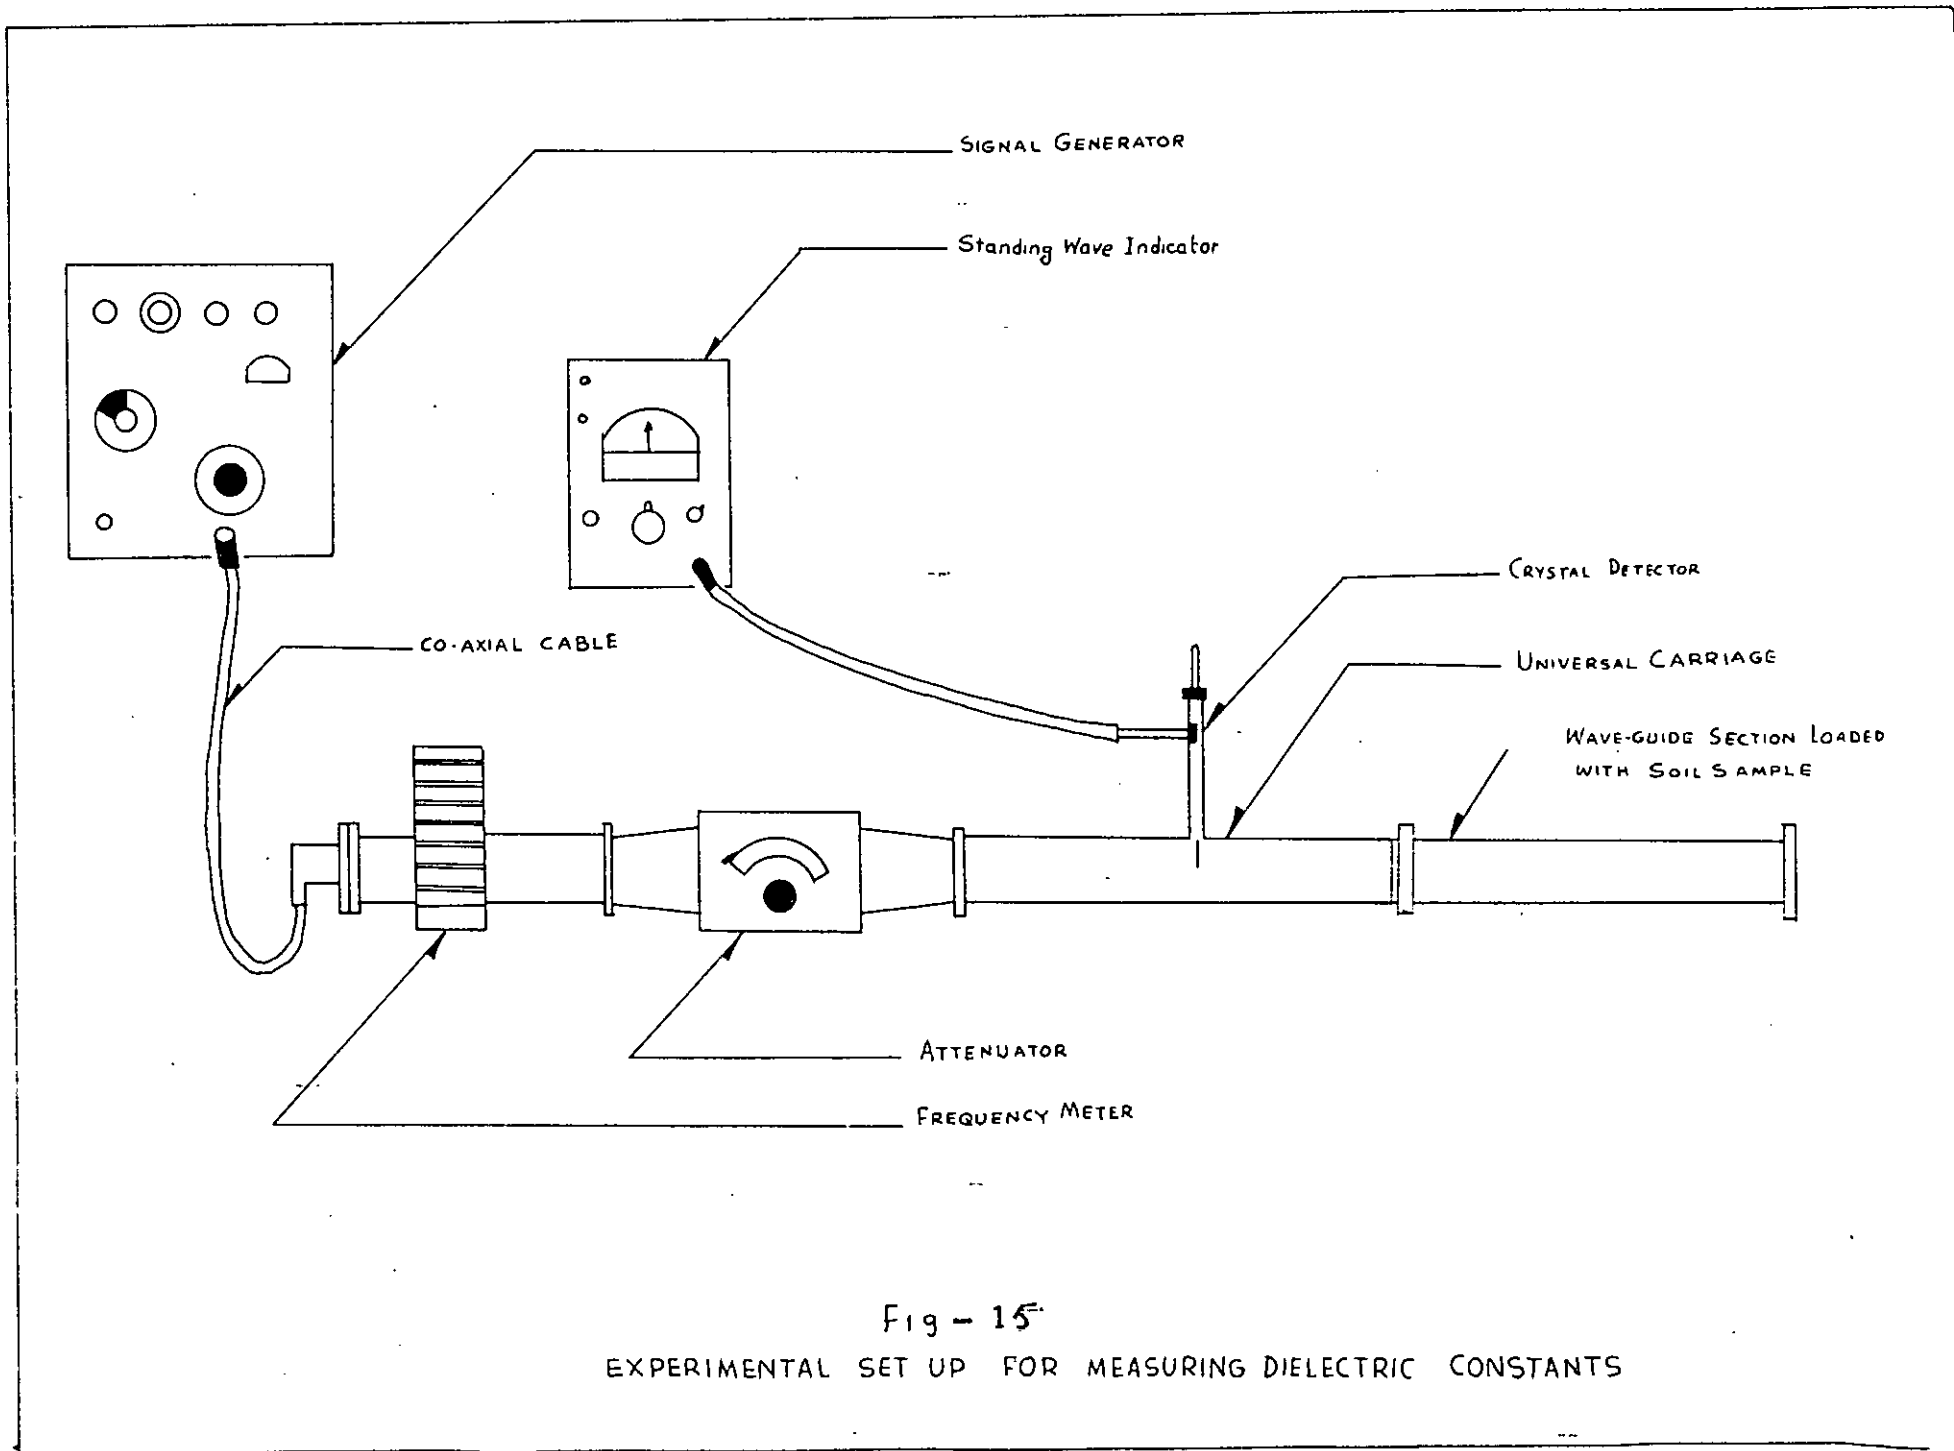 SIGNAL GENERATOR
Standing Wave Indicator
CRYSTAL DETECTOR
CO-AXIAL CABLE
UNIVERSAL CARRIAGE
WAVE-GUIDE SECTION LOADED
WITH SOIL SAMPLE
ATTENUATOR
FREQUENCY METER
Fig - 15
EXPERIMENTAL SET UP FOR MEASURING DIELECTRIC CONSTANTS